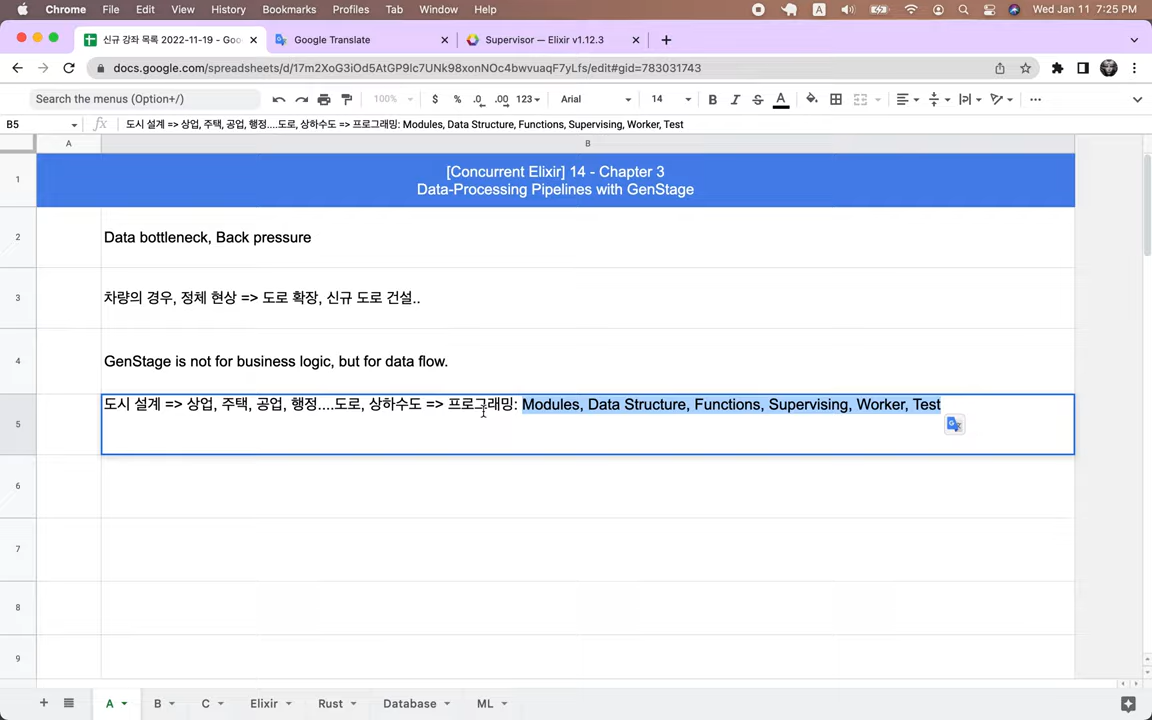 Chrome File Edit View History Bookmarks Profiles Tab Window Help A Wed Jan 11 7:25 PM
신규 강좌 목록 2022-11-19 - Goo
Google Translate
Supervisor — Elixir v1.12.3
docs.google.com/spreadsheets/d/17m2XoG3iOd5AtGP9lc7UNk98xonNOc4bwvuaqF7yLfs/edit#gid=783031743
Search the menus (Option+/) 100% $ % .0 .00 123 Arial 14 B I S A
B5 fx 도시 설계 => 상업, 주택, 공업, 행정....도로, 상하수도 => 프로그래밍: Modules, Data Structure, Functions, Supervising, Worker, Test
A B
1 [Concurrent Elixir] 14 - Chapter 3
Data-Processing Pipelines with GenStage
2 Data bottleneck, Back pressure
3 차량의 경우, 정체 현상 => 도로 확장, 신규 도로 건설..
4 GenStage is not for business logic, but for data flow.
5 도시 설계 => 상업, 주택, 공업, 행정....도로, 상하수도 => 프로그래밍: Modules, Data Structure, Functions, Supervising, Worker, Test
6
7
8
9
A B C Elixir Rust Database ML